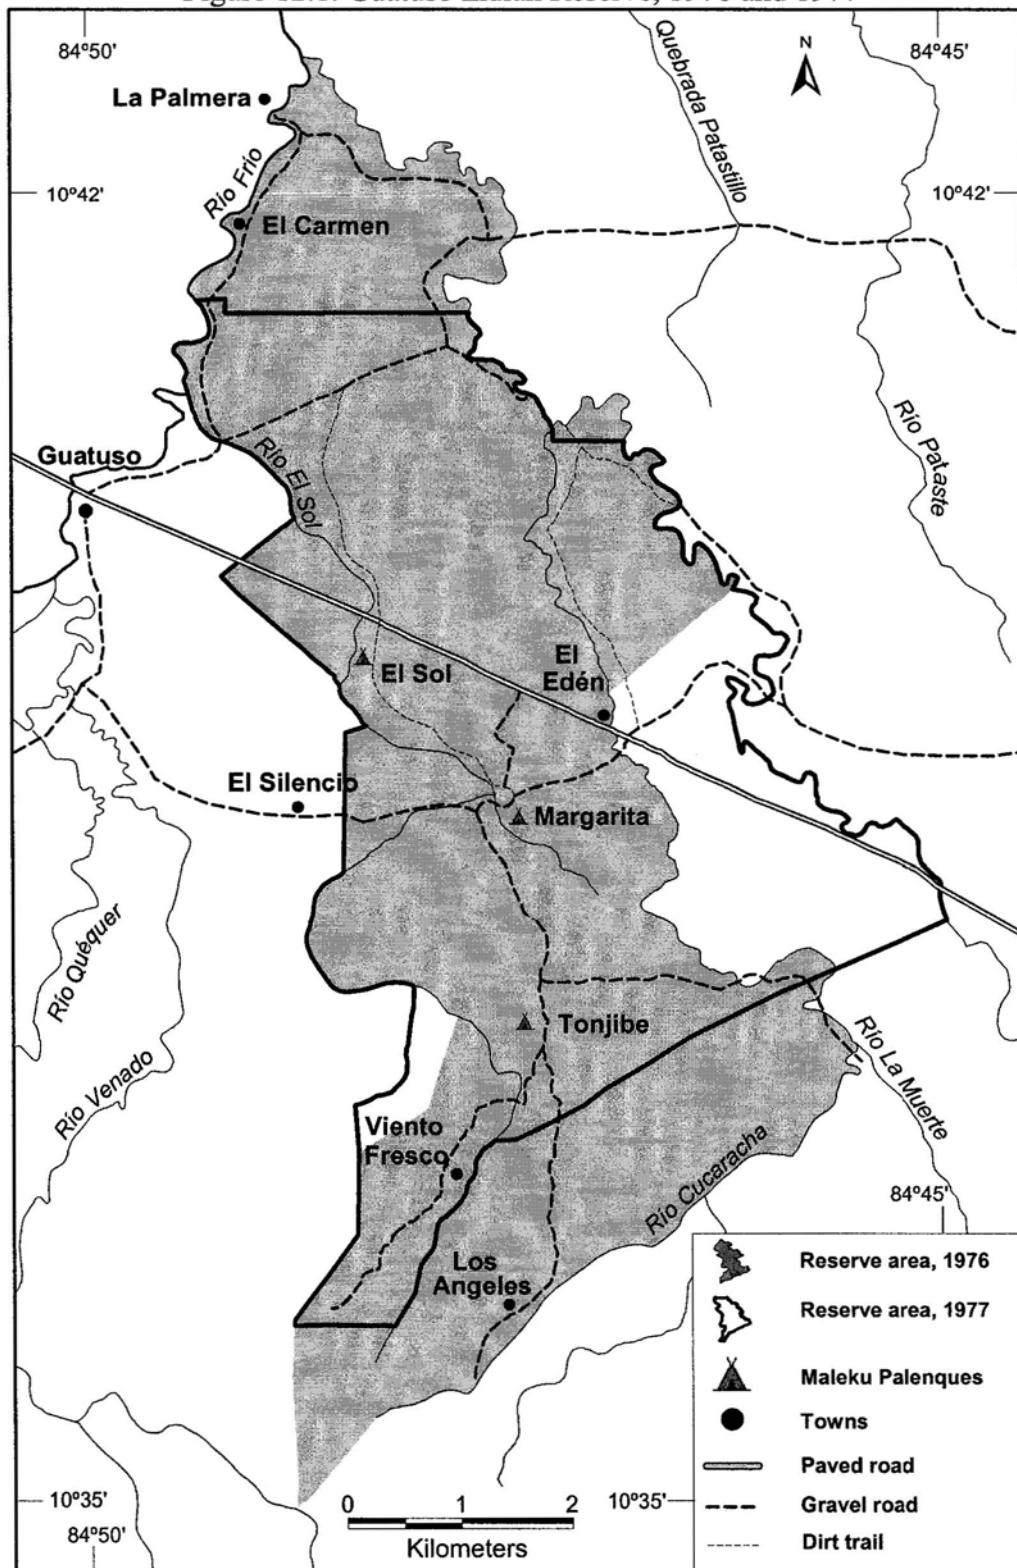 84º50'
84º45'
N
La Palmera
Quebrada Patastillo
Río Frío
10º42'
10º42'
El Carmen
Guatuso
Río El Sol
Río Pataste
El Sol
El
Edén
El Silencio
Margarita
Río Quéquer
Tonjibe
Río La Muerte
Río Venado
Viento
Fresco
Río Cucaracha
84º45'
Los
Angeles
Reserve area, 1976
Reserve area, 1977
Maleku Palenques
Towns
Paved road
Gravel road
Dirt trail
10º35'
84º50'
0 1 2
Kilometers
10º35'